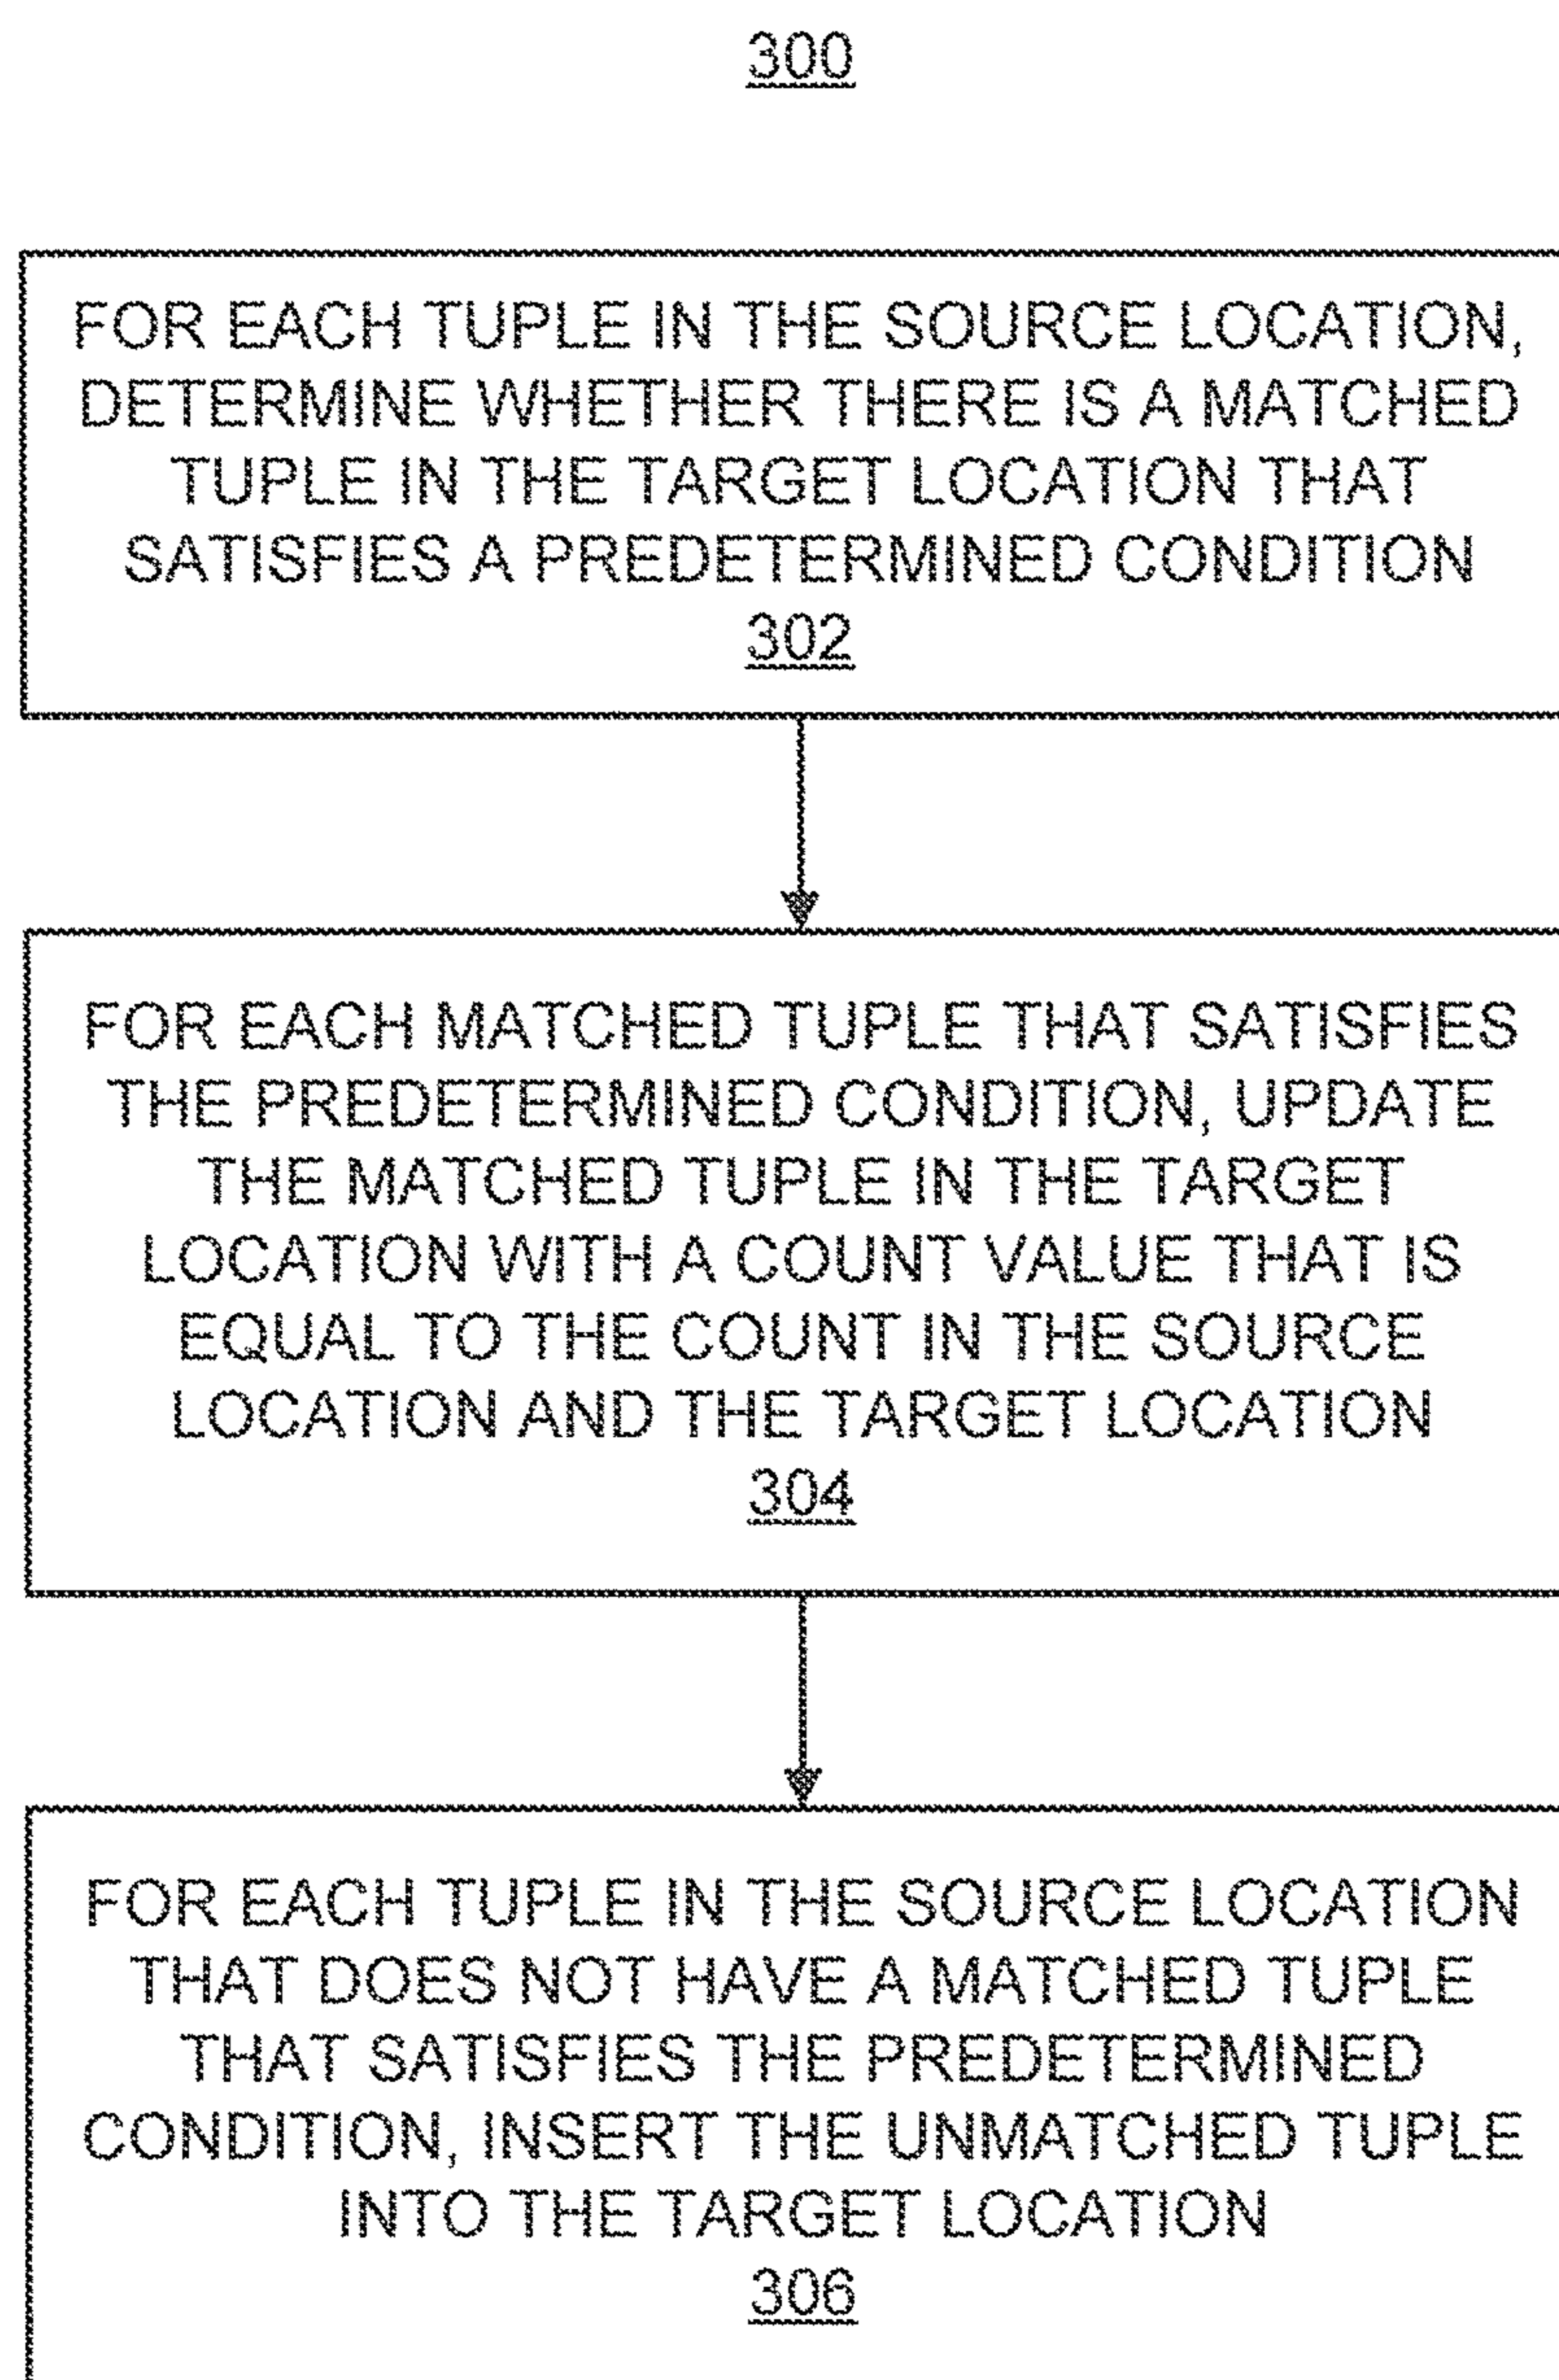 300
FOR EACH TUPLE IN THE SOURCE LOCATION,
DETERMINE WHETHER THERE IS A MATCHED
TUPLE IN THE TARGET LOCATION THAT
SATISFIES A PREDETERMINED CONDITION
302
FOR EACH MATCHED TUPLE THAT SATISFIES
THE PREDETERMINED CONDITION, UPDATE
THE MATCHED TUPLE IN THE TARGET
LOCATION WITH A COUNT VALUE THAT IS
EQUAL TO THE COUNT IN THE SOURCE
LOCATION AND THE TARGET LOCATION
304
FOR EACH TUPLE IN THE SOURCE LOCATION
THAT DOES NOT HAVE A MATCHED TUPLE
THAT SATISFIES THE PREDETERMINED
CONDITION, INSERT THE UNMATCHED TUPLE
INTO THE TARGET LOCATION
306